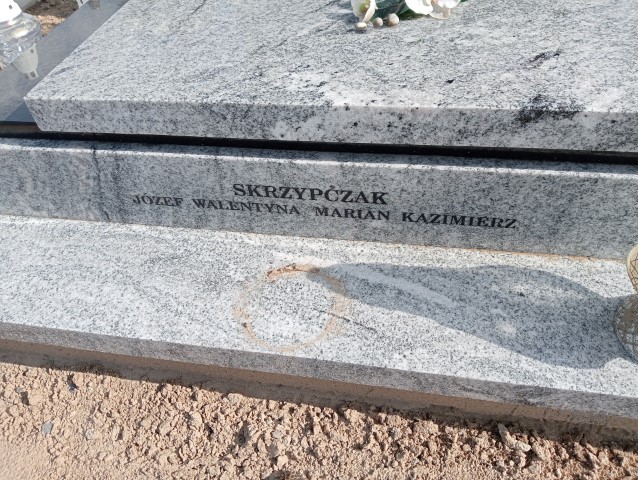 SKRZYPCZAK
JÓZEF WALENTYNA MARIAN KAZIMIERZ